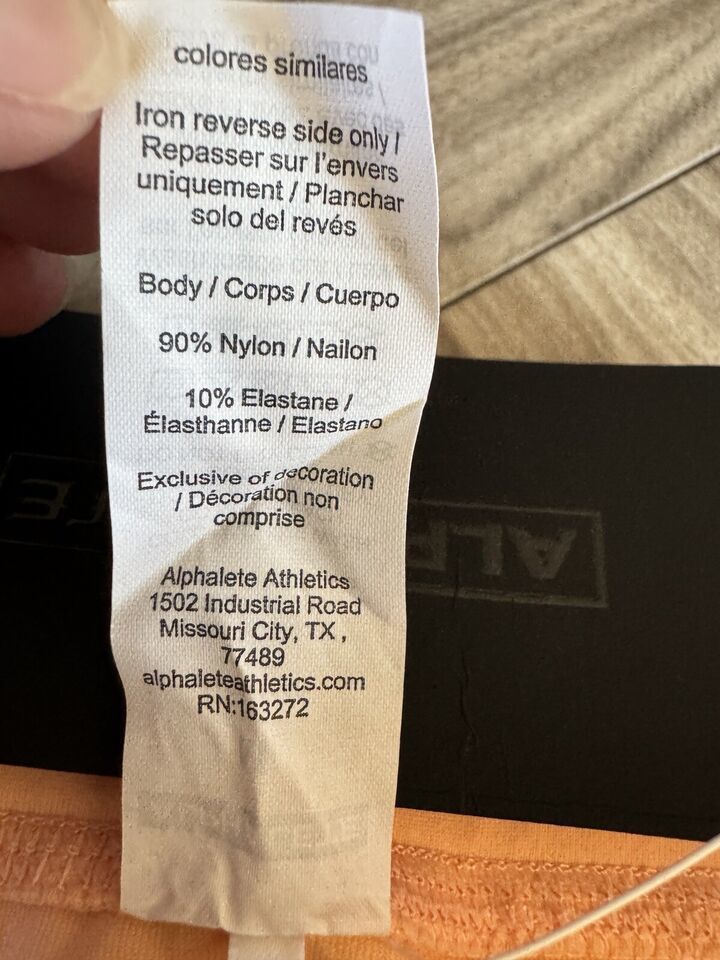 colores similares
Iron reverse side only /
Repasser sur l'envers
uniquement / Planchar
solo del revés
Body / Corps / Cuerpo
90% Nylon / Nailon
10% Elastane /
Élasthanne / Elastano
Exclusive of decoration
/ Décoration non
comprise
Alphalete Athletics
1502 Industrial Road
Missouri City, TX ,
77489
alphaleteathletics.com
RN:163272